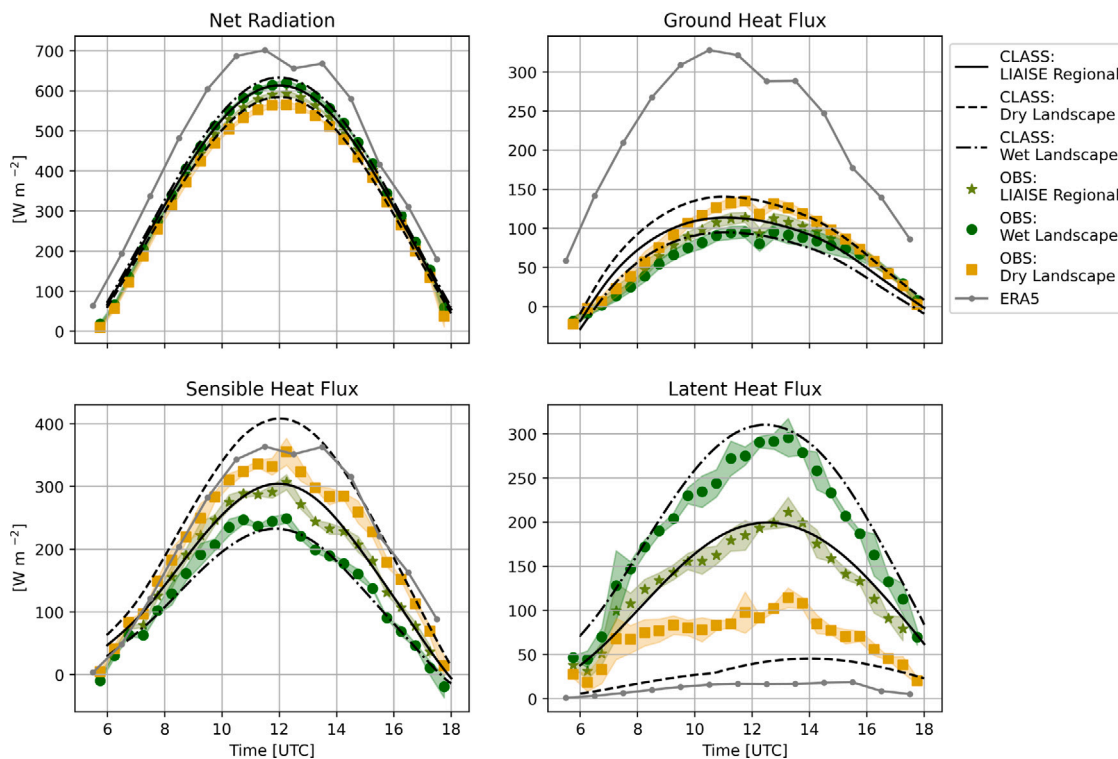 Net Radiation
Ground Heat Flux
700
600
500
400
300
200
100
0
[W m⁻²]
300
250
200
150
100
50
0
CLASS:
LIAISE Regional
CLASS:
Dry Landscape
CLASS:
Wet Landscape
OBS:
LIAISE Regional
OBS:
Wet Landscape
OBS:
Dry Landscape
ERA5
Sensible Heat Flux
Latent Heat Flux
400
300
200
100
0
[W m⁻²]
6 8 10 12 14 16 18
Time [UTC]
300
250
200
150
100
50
0
6 8 10 12 14 16 18
Time [UTC]